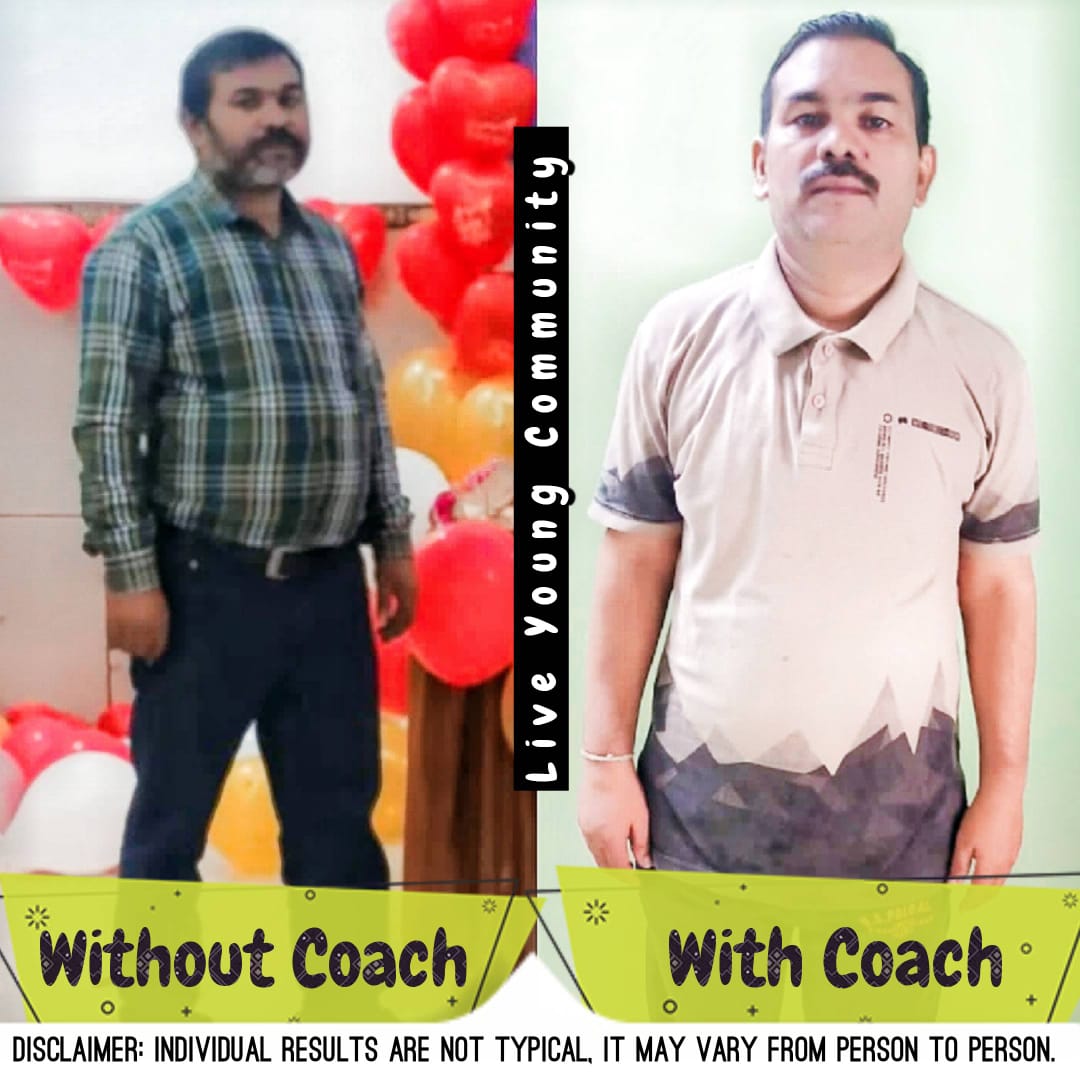 Live Young Community
Without Coach
With Coach
DISCLAIMER: INDIVIDUAL RESULTS ARE NOT TYPICAL, IT MAY VARY FROM PERSON TO PERSON.